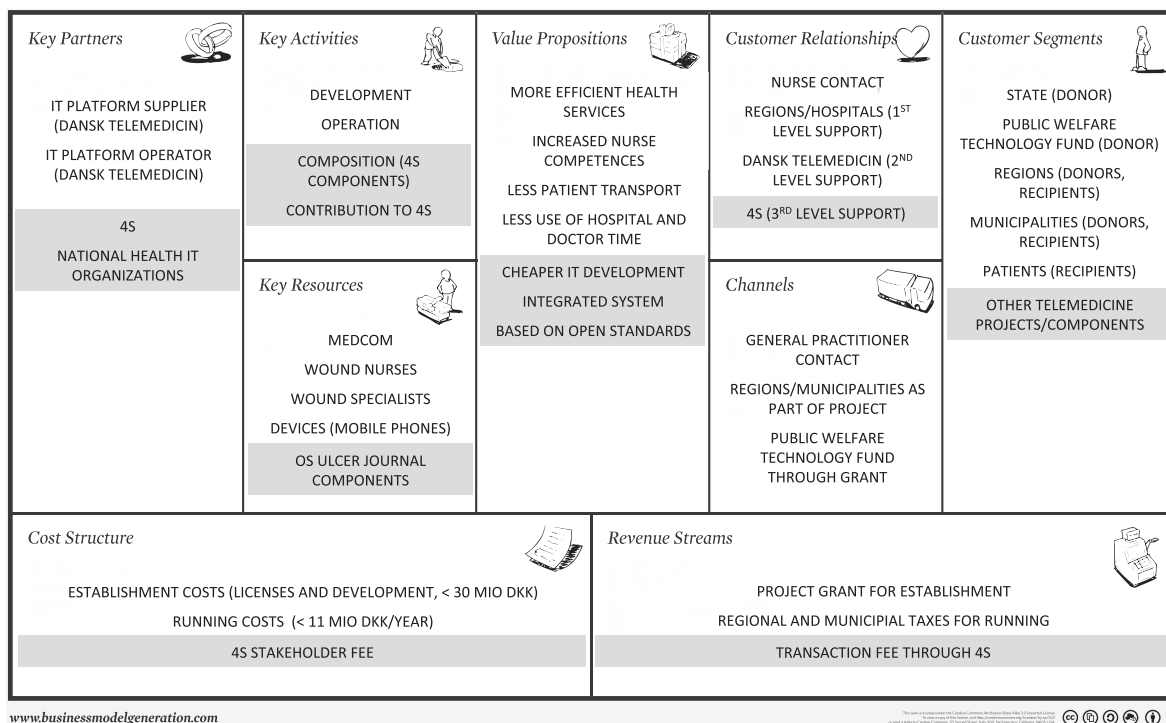 Key Partners
IT PLATFORM SUPPLIER
(DANSK TELEMEDICIN)
IT PLATFORM OPERATOR
(DANSK TELEMEDICIN)
4S
NATIONAL HEALTH IT
ORGANIZATIONS
Key Activities
DEVELOPMENT
OPERATION
COMPOSITION (4S
COMPONENTS)
CONTRIBUTION TO 4S
Key Resources
MEDCOM
WOUND NURSES
WOUND SPECIALISTS
DEVICES (MOBILE PHONES)
OS ULCER JOURNAL
COMPONENTS
Value Propositions
MORE EFFICIENT HEALTH
SERVICES
INCREASED NURSE
COMPETENCES
LESS PATIENT TRANSPORT
LESS USE OF HOSPITAL AND
DOCTOR TIME
CHEAPER IT DEVELOPMENT
INTEGRATED SYSTEM
BASED ON OPEN STANDARDS
Customer Relationships
NURSE CONTACT
REGIONS/HOSPITALS (1ST
LEVEL SUPPORT)
DANSK TELEMEDICIN (2ND
LEVEL SUPPORT)
4S (3RD LEVEL SUPPORT)
Channels
GENERAL PRACTITIONER
CONTACT
REGIONS/MUNICIPALITIES AS
PART OF PROJECT
PUBLIC WELFARE
TECHNOLOGY FUND
THROUGH GRANT
Customer Segments
STATE (DONOR)
PUBLIC WELFARE
TECHNOLOGY FUND (DONOR)
REGIONS (DONORS,
RECIPIENTS)
MUNICIPALITIES (DONORS,
RECIPIENTS)
PATIENTS (RECIPIENTS)
OTHER TELEMEDICINE
PROJECTS/COMPONENTS
Cost Structure
ESTABLISHMENT COSTS (LICENSES AND DEVELOPMENT, < 30 MIO DKK)
RUNNING COSTS (< 11 MIO DKK/YEAR)
4S STAKEHOLDER FEE
Revenue Streams
PROJECT GRANT FOR ESTABLISHMENT
REGIONAL AND MUNICIPIAL TAXES FOR RUNNING
TRANSACTION FEE THROUGH 4S
www.businessmodelgeneration.com